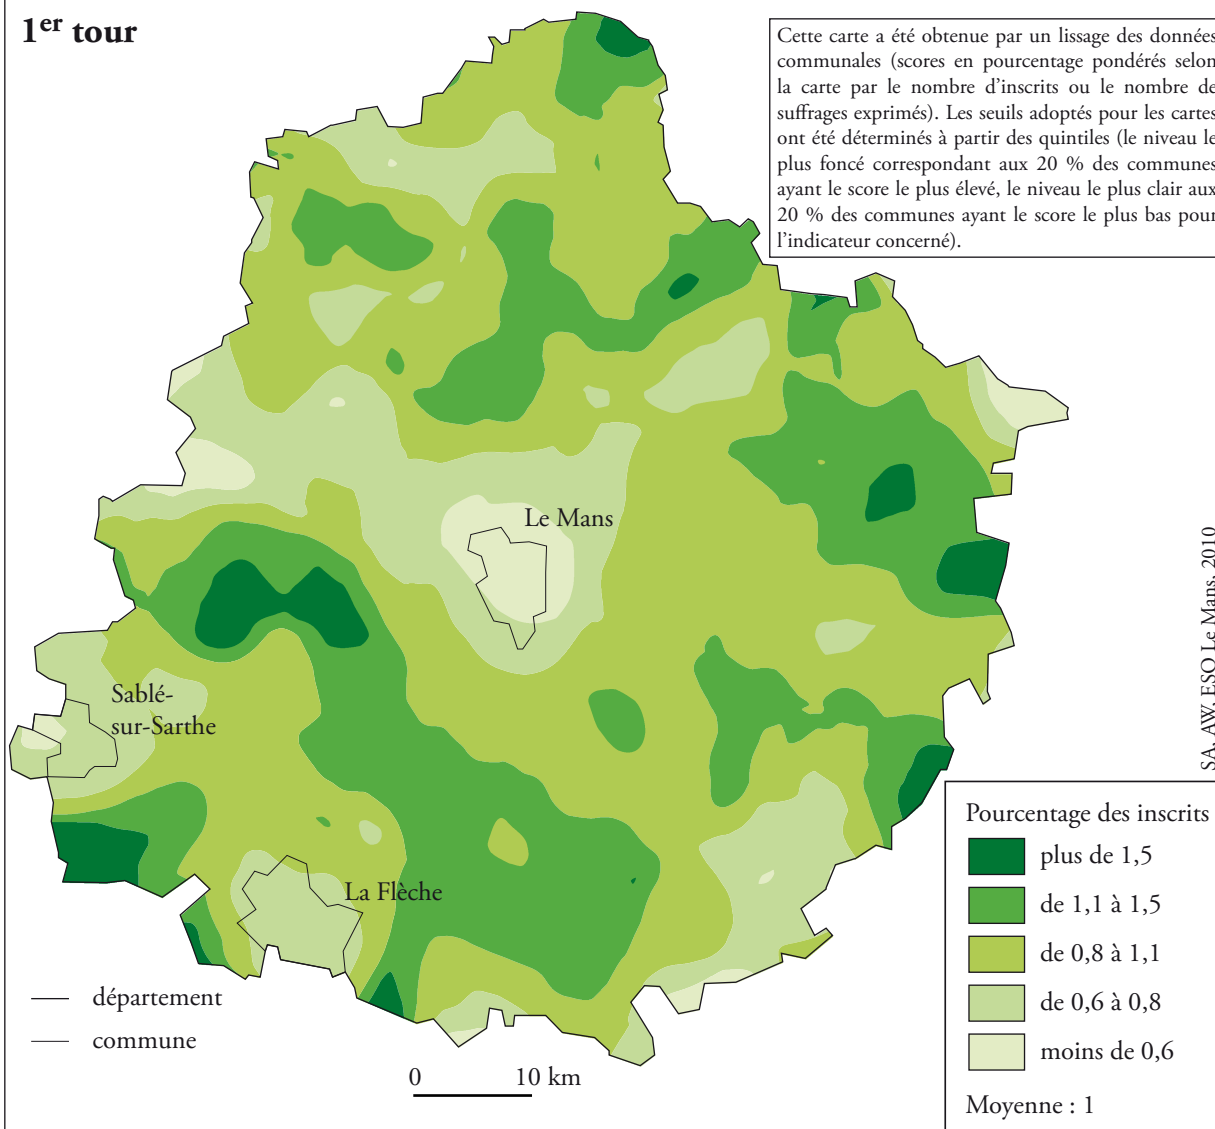 1er tour
Cette carte a été obtenue par un lissage des données
communales (scores en pourcentage pondérés selon
la carte par le nombre d'inscrits ou le nombre de
suffrages exprimés). Les seuils adoptés pour les cartes
ont été déterminés à partir des quintiles (le niveau le
plus foncé correspondant aux 20 % des communes
ayant le score le plus élevé, le niveau le plus clair aux
20 % des communes ayant le score le plus bas pour
l'indicateur concerné).
Le Mans
Sablé-
sur-Sarthe
La Flèche
SA, AW, ESO Le Mans, 2010
département
commune
0 10 km
Pourcentage des inscrits
plus de 1,5
de 1,1 à 1,5
de 0,8 à 1,1
de 0,6 à 0,8
moins de 0,6
Moyenne : 1